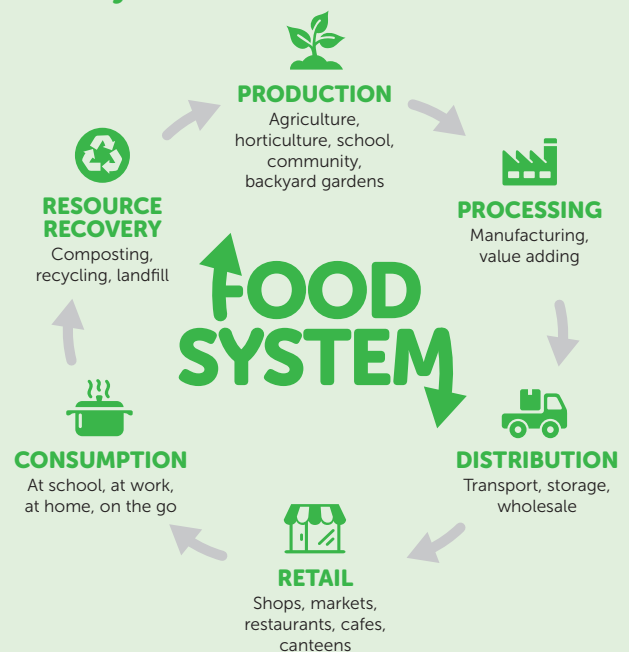 PRODUCTION
Agriculture,
horticulture, school,
community,
backyard gardens
PROCESSING
Manufacturing,
value adding
DISTRIBUTION
Transport, storage,
wholesale
RETAIL
Shops, markets,
restaurants, cafes,
canteens
CONSUMPTION
At school, at work,
at home, on the go
RESOURCE
RECOVERY
Composting,
recycling, landfill
FOOD
SYSTEM